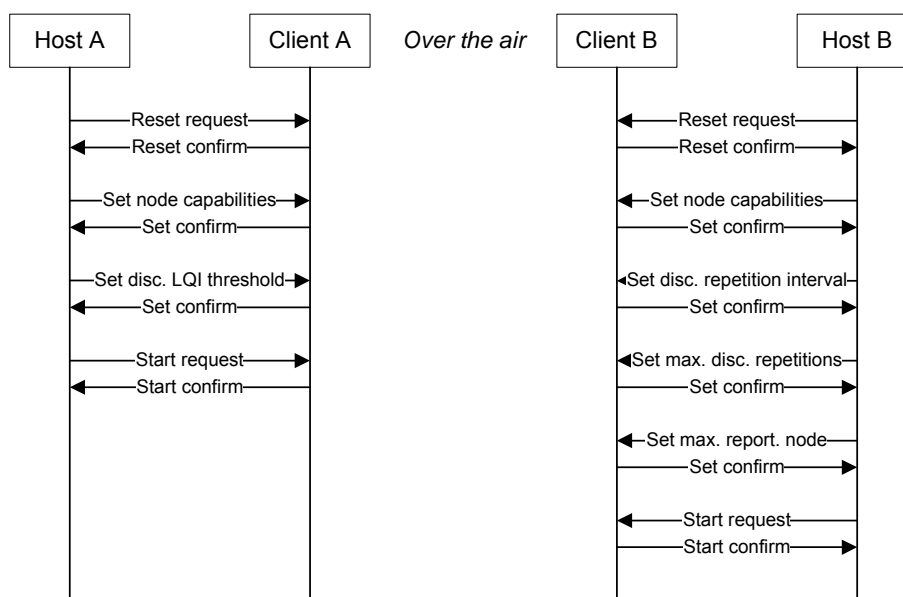 Host A Client A Over the air Client B Host B
Reset request Reset request
Reset confirm Reset confirm
Set node capabilities Set node capabilities
Set confirm Set confirm
Set disc. LQI threshold Set disc. repetition interval
Set confirm Set confirm
Start request Set max. disc. repetitions
Start confirm Set confirm
Set max. report. node
Set confirm
Start request
Start confirm